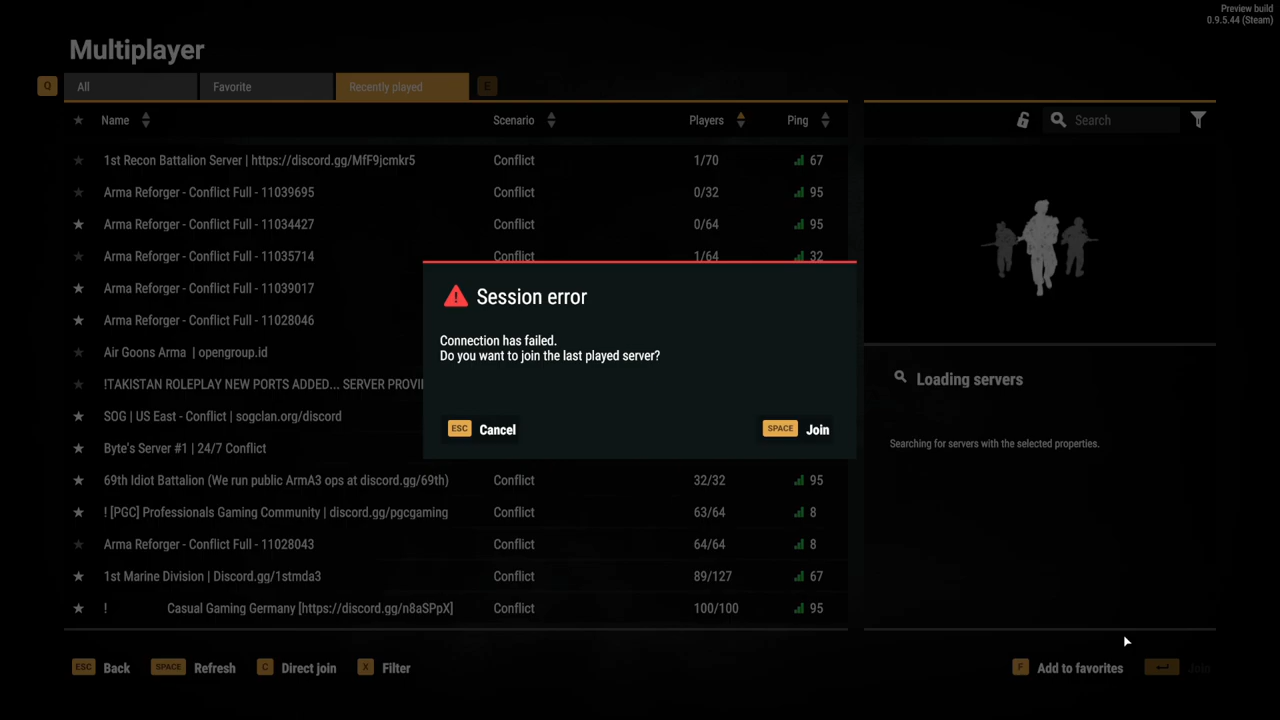 Preview build
0.9.5.44 (Steam)
Multiplayer
Q All Favorite Recently played E
Name Scenario Players Ping Search
1st Recon Battalion Server | https://discord.gg/MfF9jcmkr5 Conflict 1/70 67
Arma Reforger - Conflict Full - 11039695 Conflict 0/32 95
Arma Reforger - Conflict Full - 11034427 Conflict 0/64 95
Arma Reforger - Conflict Full - 11035714 Conflict 1/64 32
Arma Reforger - Conflict Full - 11039017
Arma Reforger - Conflict Full - 11028046
Air Goons Arma | opengroup.id
!TAKISTAN ROLEPLAY NEW PORTS ADDED... SERVER
SOG | US East - Conflict | sogclan.org/discord
Byte's Server #1 | 24/7 Conflict
Session error
Connection has failed.
Do you want to join the last played server?
ESC Cancel SPACE Join
69th Idiot Battalion (We run public ArmA3 ops at discord.gg/69th) Conflict 32/32 95
! [PGC] Professionals Gaming Community | discord.gg/pgcgaming Conflict 63/64 8
Arma Reforger - Conflict Full - 11028043 Conflict 64/64 8
1st Marine Division | Discord.gg/1stmda3 Conflict 89/127 67
! Casual Gaming Germany [https://discord.gg/n8aSPpX] Conflict 100/100 95
Loading servers
Searching for servers with the selected properties.
ESC Back SPACE Refresh C Direct join X Filter F Add to favorites Join